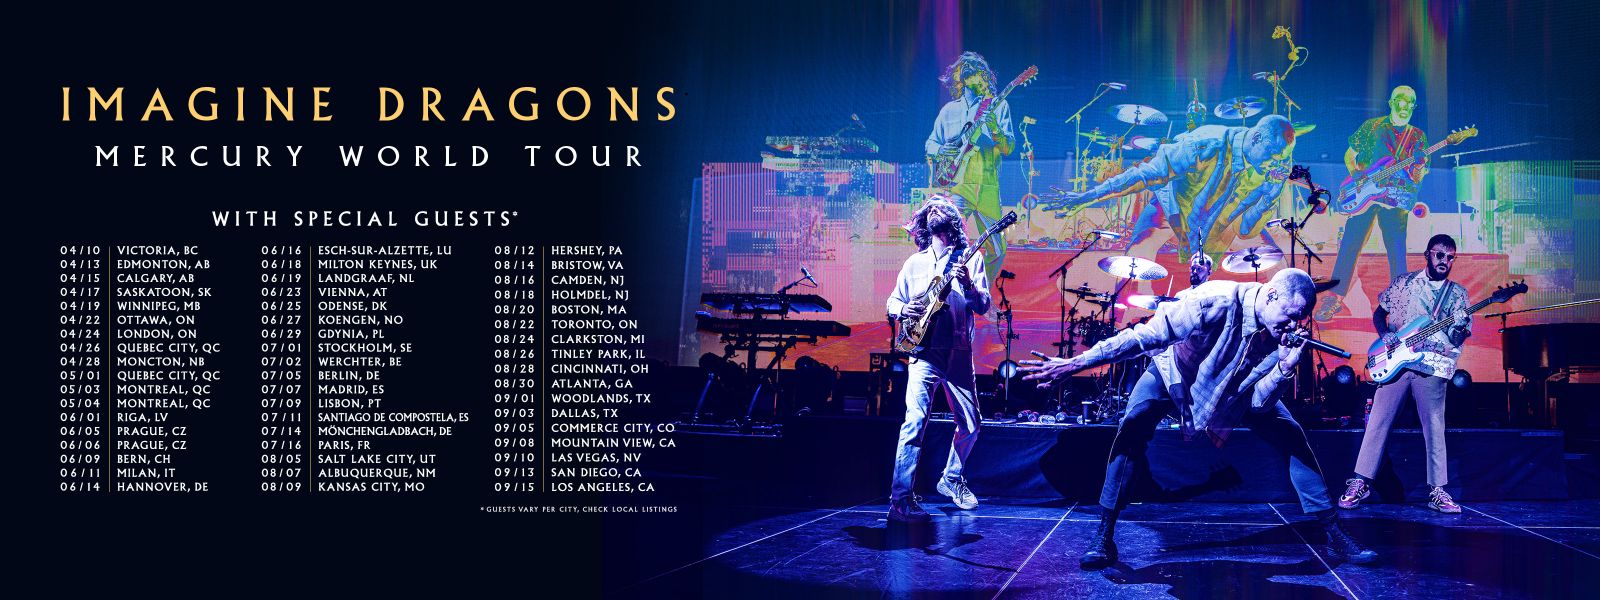 IMAGINE DRAGONS
MERCURY WORLD TOUR
WITH SPECIAL GUESTS*
04/10 VICTORIA, BC
04/13 EDMONTON, AB
04/15 CALGARY, AB
04/17 SASKATOON, SK
04/19 WINNIPEG, MB
04/22 OTTAWA, ON
04/24 LONDON, ON
04/26 QUEBEC CITY, QC
04/28 MONCTON, NB
05/01 QUEBEC CITY, QC
05/03 MONTREAL, QC
05/04 MONTREAL, QC
06/01 RIGA, LV
06/05 PRAGUE, CZ
06/06 PRAGUE, CZ
06/09 BERN, CH
06/11 MILAN, IT
06/14 HANNOVER, DE
06/16 ESCH-SUR-ALZETTE, LU
06/18 MILTON KEYNES, UK
06/19 LANDGRAAF, NL
06/23 VIENNA, AT
06/25 ODENSE, DK
06/27 KOENGEN, NO
06/29 GDYNIA, PL
07/01 STOCKHOLM, SE
07/02 WERCHTER, BE
07/05 BERLIN, DE
07/07 MADRID, ES
07/09 LISBON, PT
07/11 SANTIAGO DE COMPOSTELA, ES
07/14 MÖNCHENGLADBACH, DE
07/16 PARIS, FR
08/05 SALT LAKE CITY, UT
08/07 ALBUQUERQUE, NM
08/09 KANSAS CITY, MO
08/12 HERSHEY, PA
08/14 BRISTOW, VA
08/16 CAMDEN, NJ
08/18 HOLMDEL, NJ
08/20 BOSTON, MA
08/22 TORONTO, ON
08/24 CLARKSTON, MI
08/26 TINLEY PARK, IL
08/28 CINCINNATI, OH
08/30 ATLANTA, GA
09/01 WOODLANDS, TX
09/03 DALLAS, TX
09/05 COMMERCE CITY, CO
09/08 MOUNTAIN VIEW, CA
09/10 LAS VEGAS, NV
09/13 SAN DIEGO, CA
09/15 LOS ANGELES, CA
*GUESTS VARY PER CITY, CHECK LOCAL LISTINGS